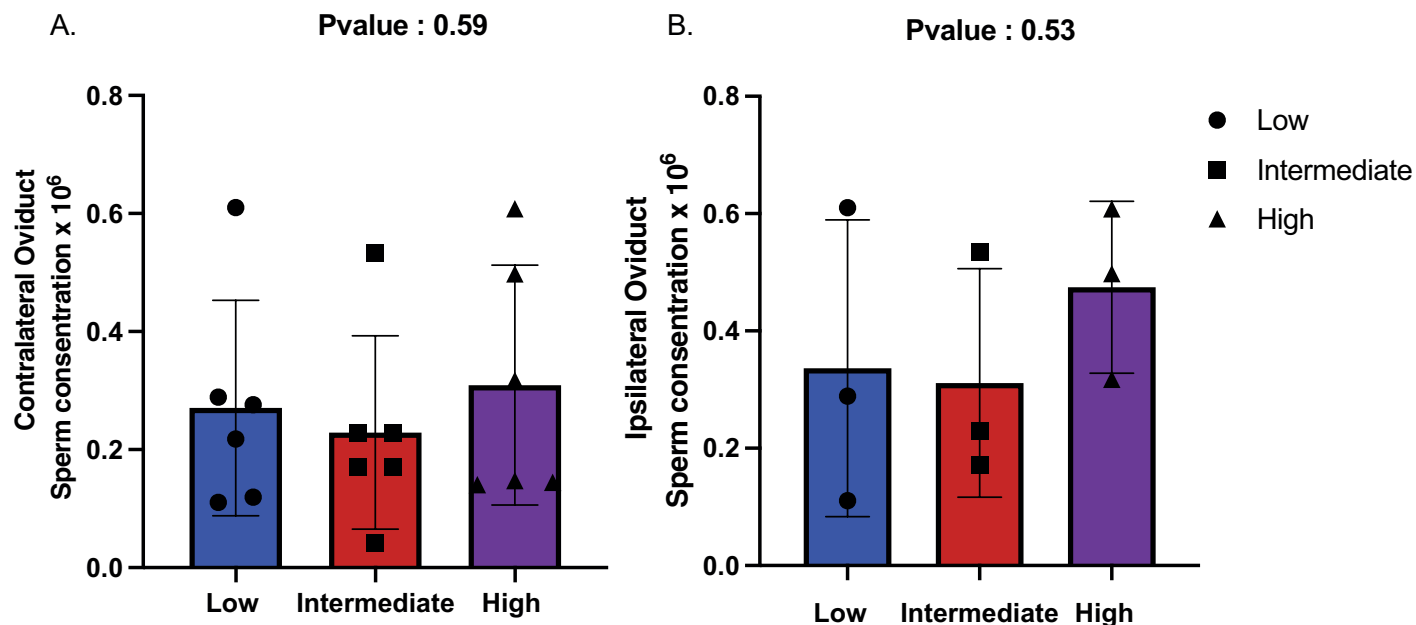 A.
Pvalue : 0.59
Contralateral Oviduct
Sperm consentration x 10⁶
0.8
0.6
0.4
0.2
0.0
Low
Intermediate
High
B.
Pvalue : 0.53
Ipsilateral Oviduct
Sperm consentration x 10⁶
0.8
0.6
0.4
0.2
0.0
Low
Intermediate
High
Low
Intermediate
High